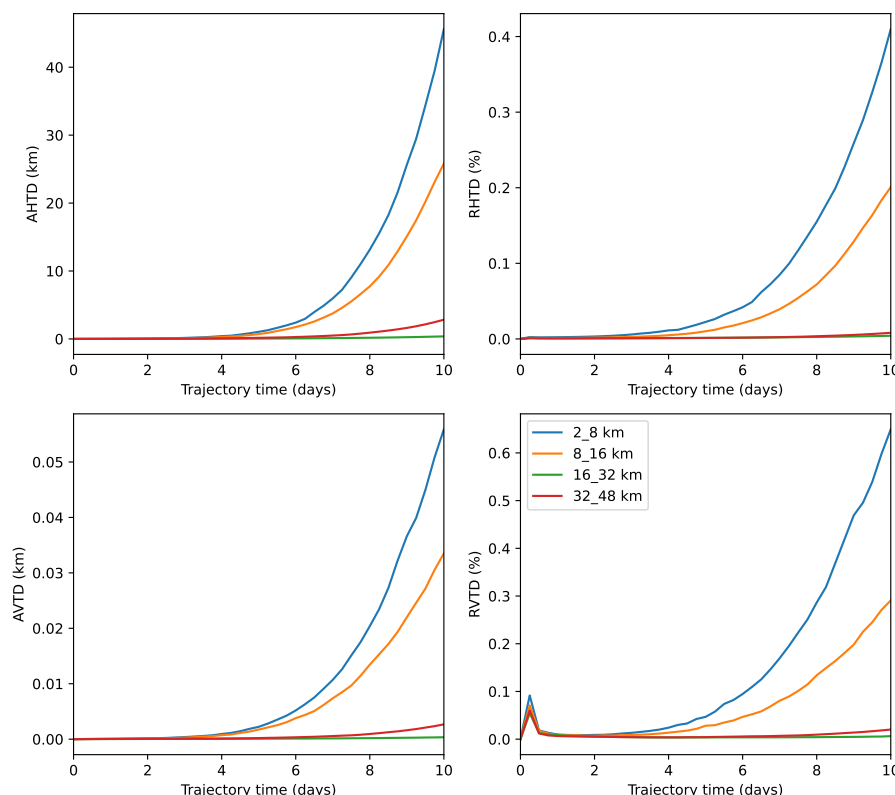 AHTD (km)
40
30
20
10
0
0 2 4 6 8 10
Trajectory time (days)
RHTD (%)
0.4
0.3
0.2
0.1
0.0
0 2 4 6 8 10
Trajectory time (days)
AVTD (km)
0.05
0.04
0.03
0.02
0.01
0.00
0 2 4 6 8 10
Trajectory time (days)
RVTD (%)
0.6
0.5
0.4
0.3
0.2
0.1
0.0
2_8 km
8_16 km
16_32 km
32_48 km
0 2 4 6 8 10
Trajectory time (days)